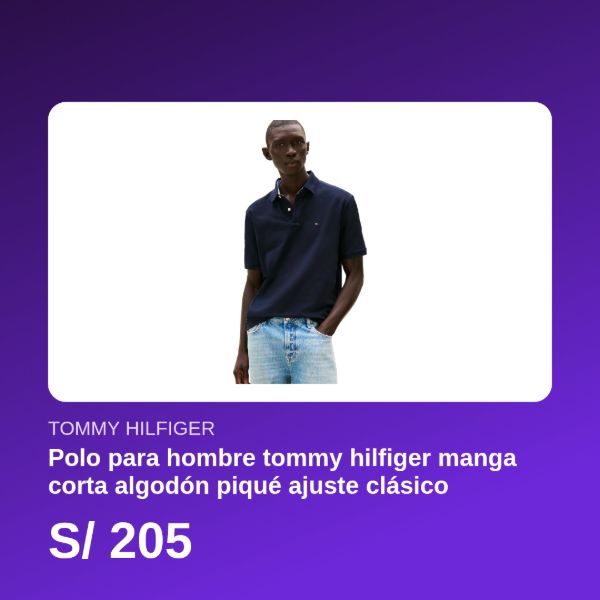 TOMMY HILFIGER
Polo para hombre tommy hilfiger manga
corta algodón piqué ajuste clásico
S/ 205